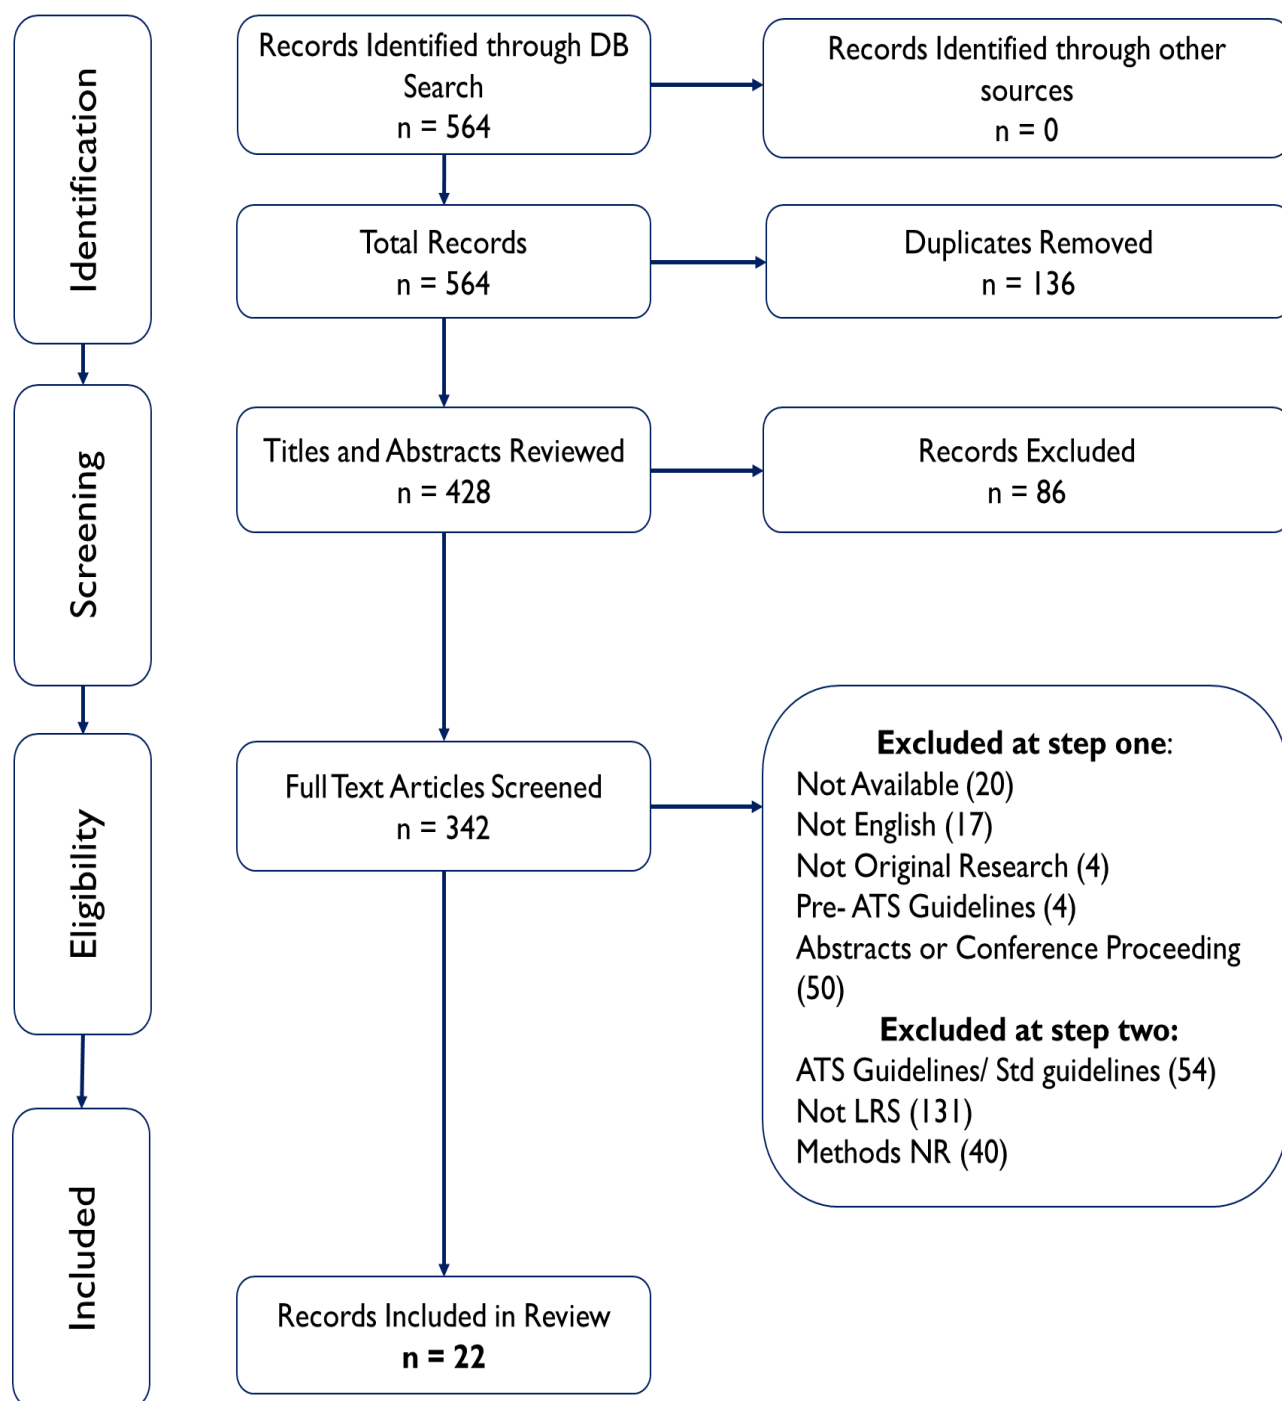 Identification
Records Identified through DB
Search
n = 564
Records Identified through other
sources
n = 0
Total Records
n = 564
Duplicates Removed
n = 136
Screening
Titles and Abstracts Reviewed
n = 428
Records Excluded
n = 86
Eligibility
Full Text Articles Screened
n = 342
Excluded at step one:
Not Available (20)
Not English (17)
Not Original Research (4)
Pre- ATS Guidelines (4)
Abstracts or Conference Proceeding
(50)
Excluded at step two:
ATS Guidelines/ Std guidelines (54)
Not LRS (131)
Methods NR (40)
Included
Records Included in Review
n = 22